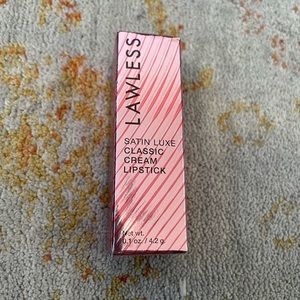 LAWLESS
SATIN LUXE
CLASSIC
CREAM
LIPSTICK
Net wt.
0.1 oz. / 4.2 g.